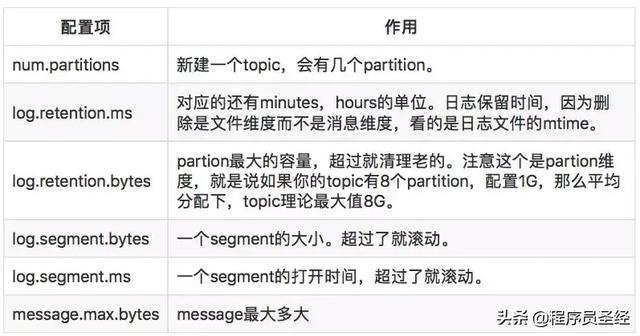 配置项 作用
num.partitions 新建一个topic，会有几个partition。
log.retention.ms 对应的还有minutes，hours的单位。日志保留时间，因为删
除是文件维度而不是消息维度，看的是日志文件的mtime。
log.retention.bytes partion最大的容量，超过就清理老的。注意这个是partion维
度，就是说如果你的topic有8个partition，配置1G，那么平均
分配下，topic理论最大值8G。
log.segment.bytes 一个segment的大小。超过了就滚动。
log.segment.ms 一个segment的打开时间，超过了就滚动。
message.max.bytes message最大多大
头条 @程序员圣经